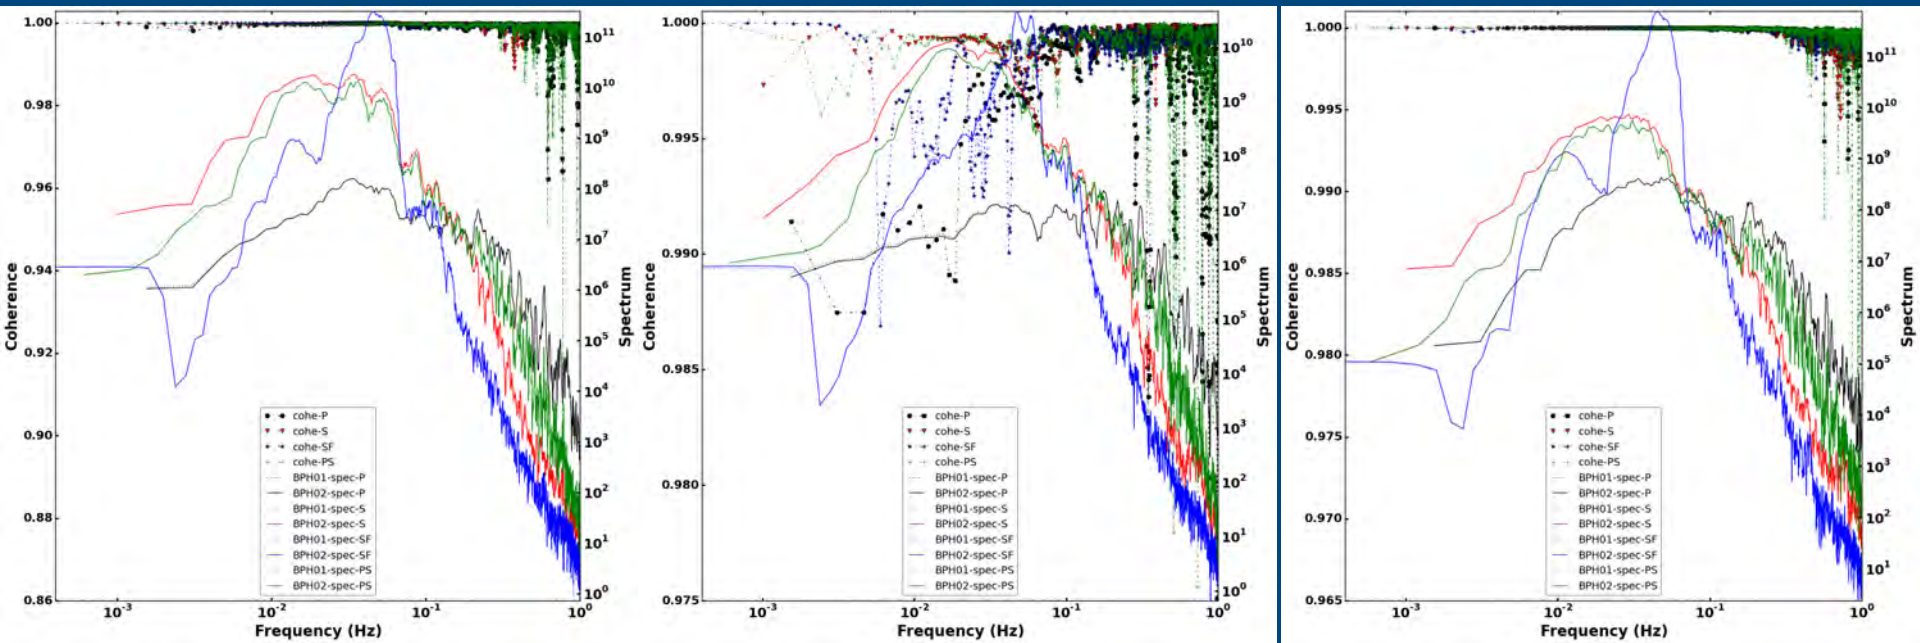 1.00
0.98
0.96
0.94
0.92
0.90
0.88
0.86
Coherence
10^11
10^10
10^9
10^8
10^7
10^6
10^5
10^4
10^3
10^2
10^1
10^0
Spectrum
cohe-P
cohe-S
cohe-SF
cohe-PS
BPH01-spec-P
BPH02-spec-P
BPH01-spec-S
BPH02-spec-S
BPH01-spec-SF
BPH02-spec-SF
BPH01-spec-PS
BPH02-spec-PS
10^-3 10^-2 10^-1 10^0
Frequency (Hz)
1.000
0.995
0.990
0.985
0.980
0.975
Coherence
10^10
10^9
10^8
10^7
10^6
10^5
10^4
10^3
10^2
10^1
10^0
Spectrum
cohe-P
cohe-S
cohe-SF
cohe-PS
BPH01-spec-P
BPH02-spec-P
BPH01-spec-S
BPH02-spec-S
BPH01-spec-SF
BPH02-spec-SF
BPH01-spec-PS
BPH02-spec-PS
10^-3 10^-2 10^-1 10^0
Frequency (Hz)
1.000
0.995
0.990
0.985
0.980
0.975
0.970
0.965
Coherence
10^11
10^10
10^9
10^8
10^7
10^6
10^5
10^4
10^3
10^2
10^1
Spectrum
cohe-P
cohe-S
cohe-SF
cohe-PS
BPH01-spec-P
BPH02-spec-P
BPH01-spec-S
BPH02-spec-S
BPH01-spec-SF
BPH02-spec-SF
BPH01-spec-PS
BPH02-spec-PS
10^-3 10^-2 10^-1 10^0
Frequency (Hz)